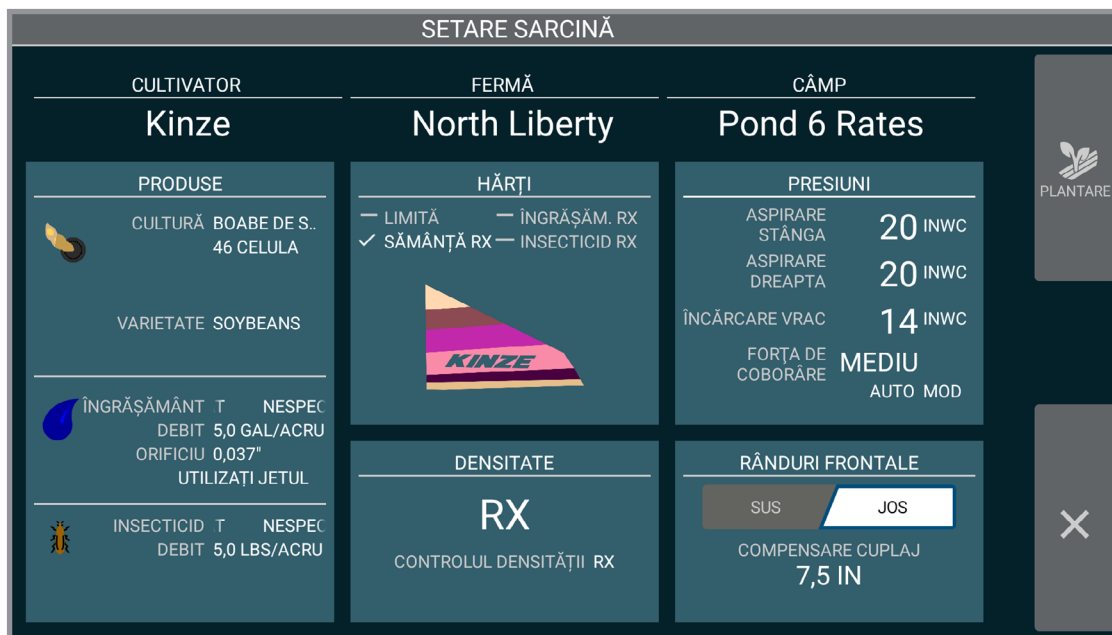 SETARE SARCINĂ
CULTIVATOR
Kinze
FERMĂ
North Liberty
CÂMP
Pond 6 Rates
PRODUSE
CULTURĂ BOABE DE S..
46 CELULA
VARIETATE SOYBEANS
ÎNGRĂȘĂMÂNT T NESPEC
DEBIT 5,0 GAL/ACRU
ORIFICIU 0,037"
UTILIZAȚI JETUL
INSECTICID T NESPEC
DEBIT 5,0 LBS/ACRU
HĂRȚI
LIMITĂ ÎNGRĂȘĂM. RX
SĂMÂNȚĂ RX INSECTICID RX
KINZE
DENSITATE
RX
CONTROLUL DENSITĂȚII RX
PRESIUNI
ASPIRARE
STÂNGA 20 INWC
ASPIRARE
DREAPTA 20 INWC
ÎNCĂRCARE VRAC 14 INWC
FORŢA DE
COBORÂRE MEDIU
AUTO MOD
RÂNDURI FRONTALE
SUS JOS
COMPENSARE CUPLAJ
7,5 IN
PLANTARE